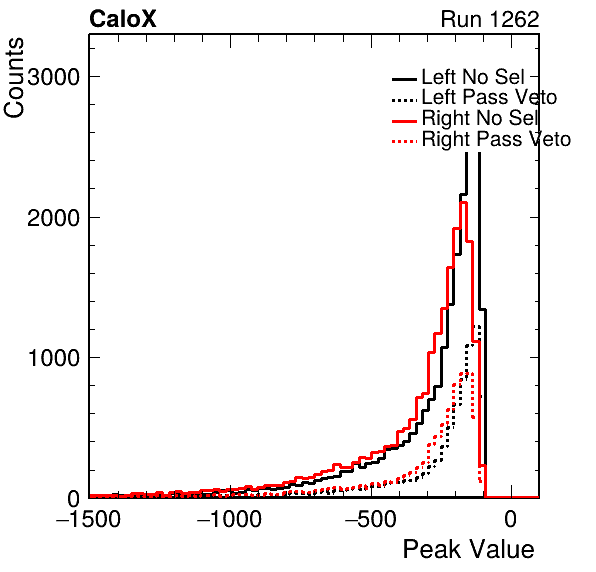 CaloX Run 1262
Counts
3000
2000
1000
0
Left No Sel
Left Pass Veto
Right No Sel
Right Pass Veto
−1500 −1000 −500 0
Peak Value